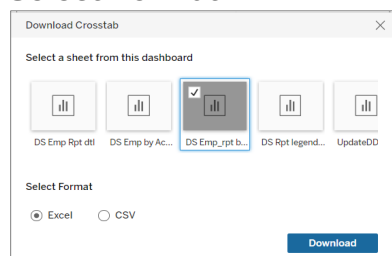 Download Crosstab
Select a sheet from this dashboard
DS Emp Rpt dtl
DS Emp by Ac...
DS Emp_rpt b...
DS Rpt legend...
UpdateDD
Select Format
Excel
CSV
Download